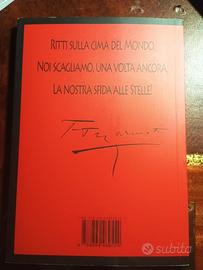 RITTI SULLA CIMA DEL MONDO,
NOI SCAGLIAMO, UNA VOLTA ANCORA,
LA NOSTRA SFIDA ALLE STELLE!
subito